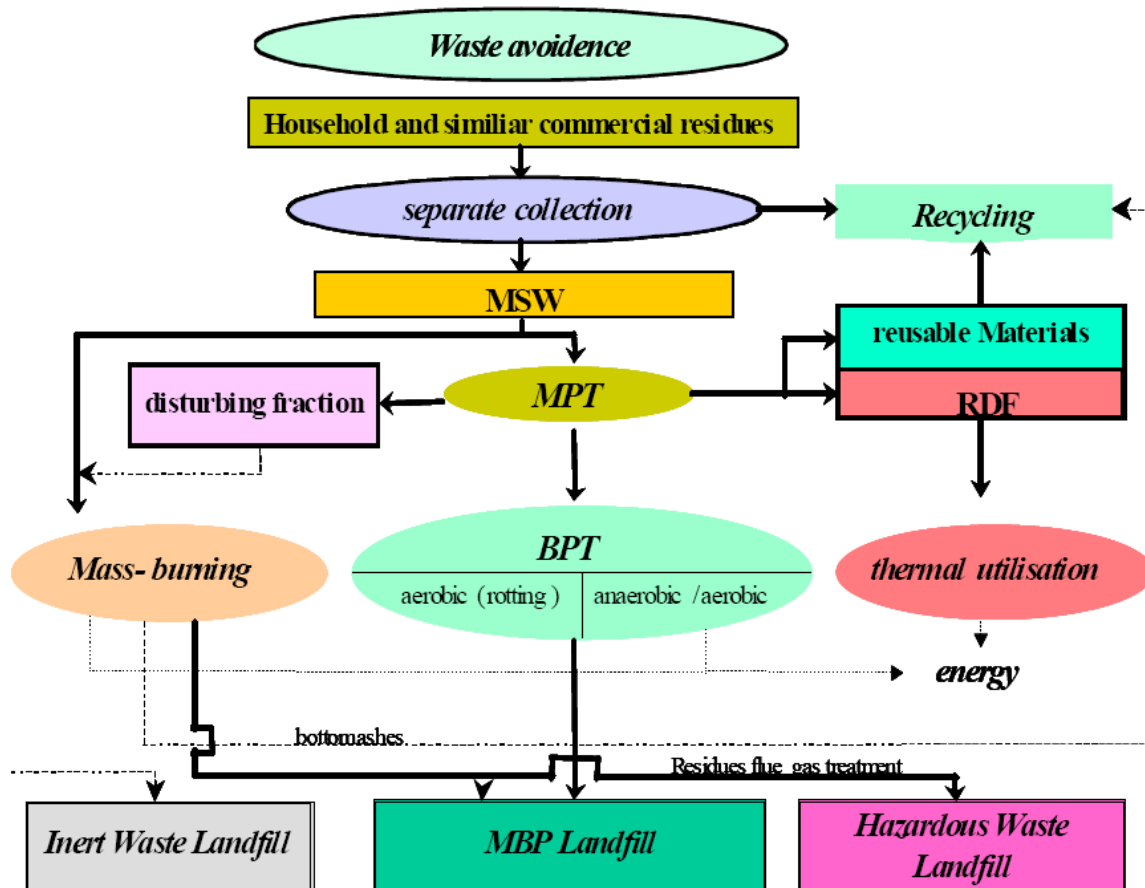 Waste avoidence
Household and similiar commercial residues
separate collection
Recycling
MSW
reusable Materials
disturbing fraction
MPT
RDF
Mass- burning
BPT
thermal utilisation
aerobic (rotting )
anaerobic /aerobic
energy
bottomashes
Residues flue gas treatment
Inert Waste Landfill
MBP Landfill
Hazardous Waste
Landfill